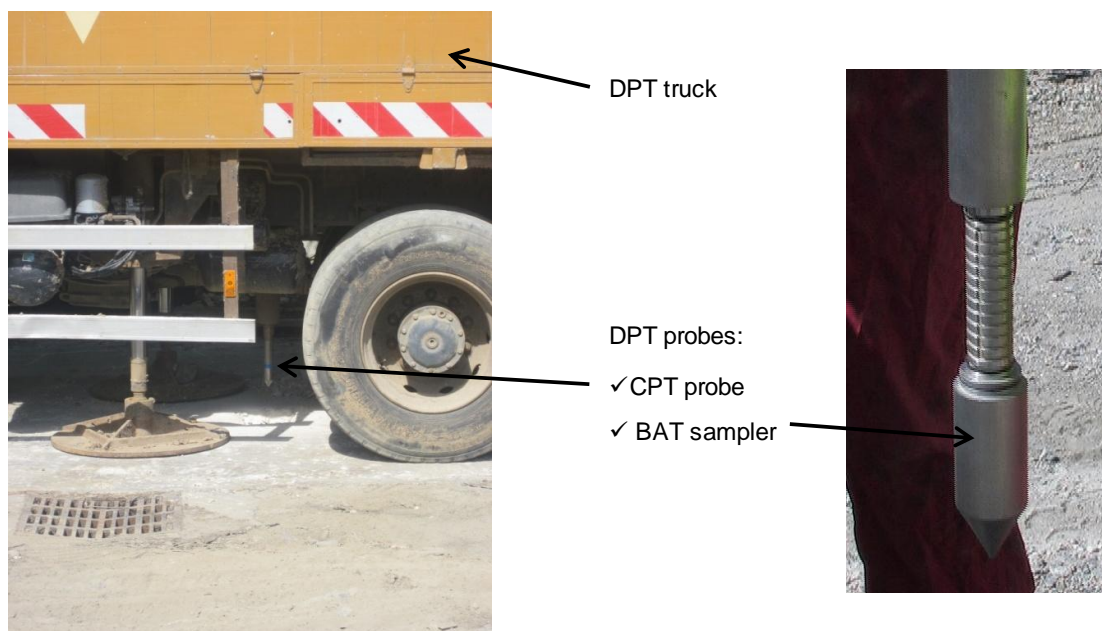 DPT truck
DPT probes:
✓CPT probe
✓ BAT sampler